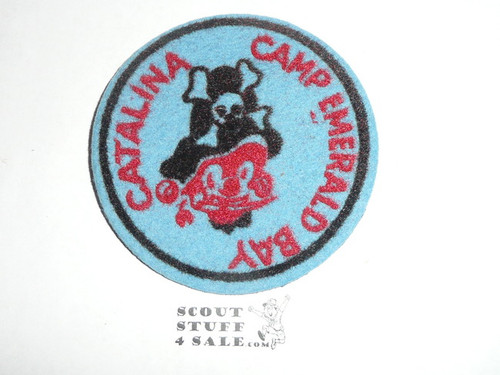 CATALINA
CAMP EMERALD BAY
SCOUT
STUFF
4 SALE.com